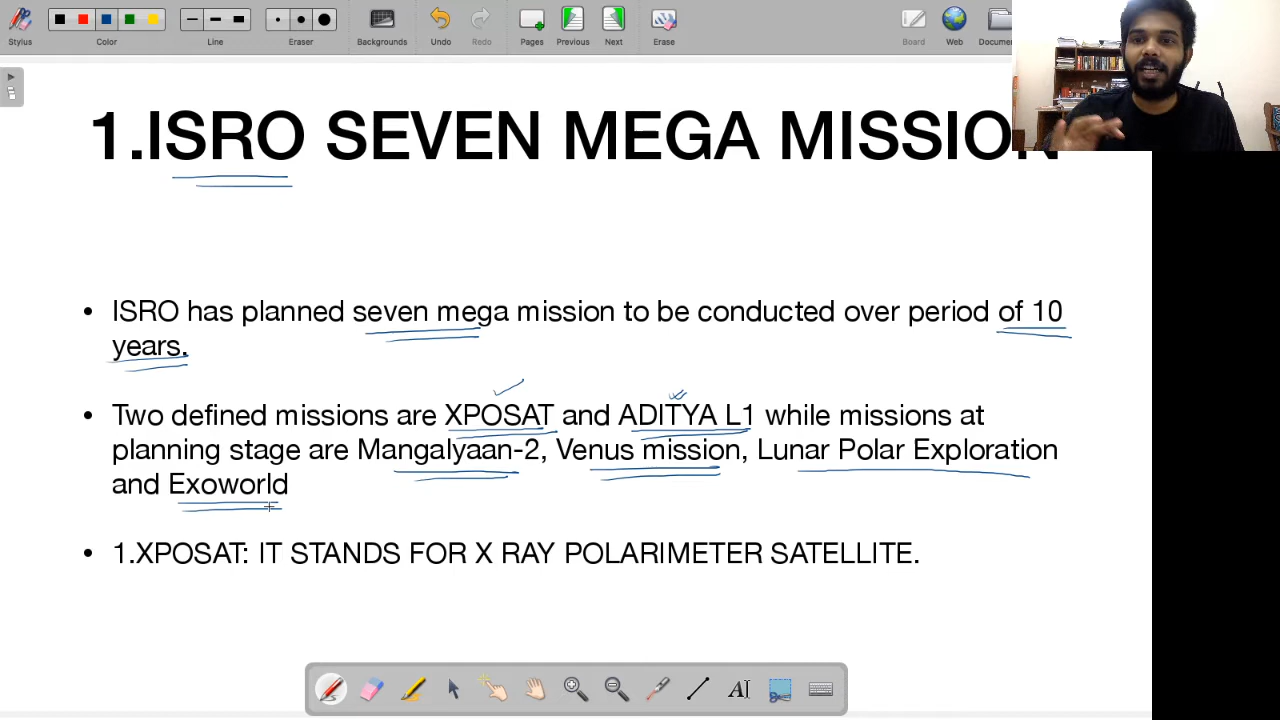 Stylus
Color
Line
Eraser
Backgrounds
Undo
Redo
Pages
Previous
Next
Erase
Board
Web
Docum
1.ISRO SEVEN MEGA MISSION
• ISRO has planned seven mega mission to be conducted over period of 10
years.
• Two defined missions are XPOSAT and ADITYA L1 while missions at
planning stage are Mangalyaan-2, Venus mission, Lunar Polar Exploration
and Exoworld
• 1.XPOSAT: IT STANDS FOR X RAY POLARIMETER SATELLITE.